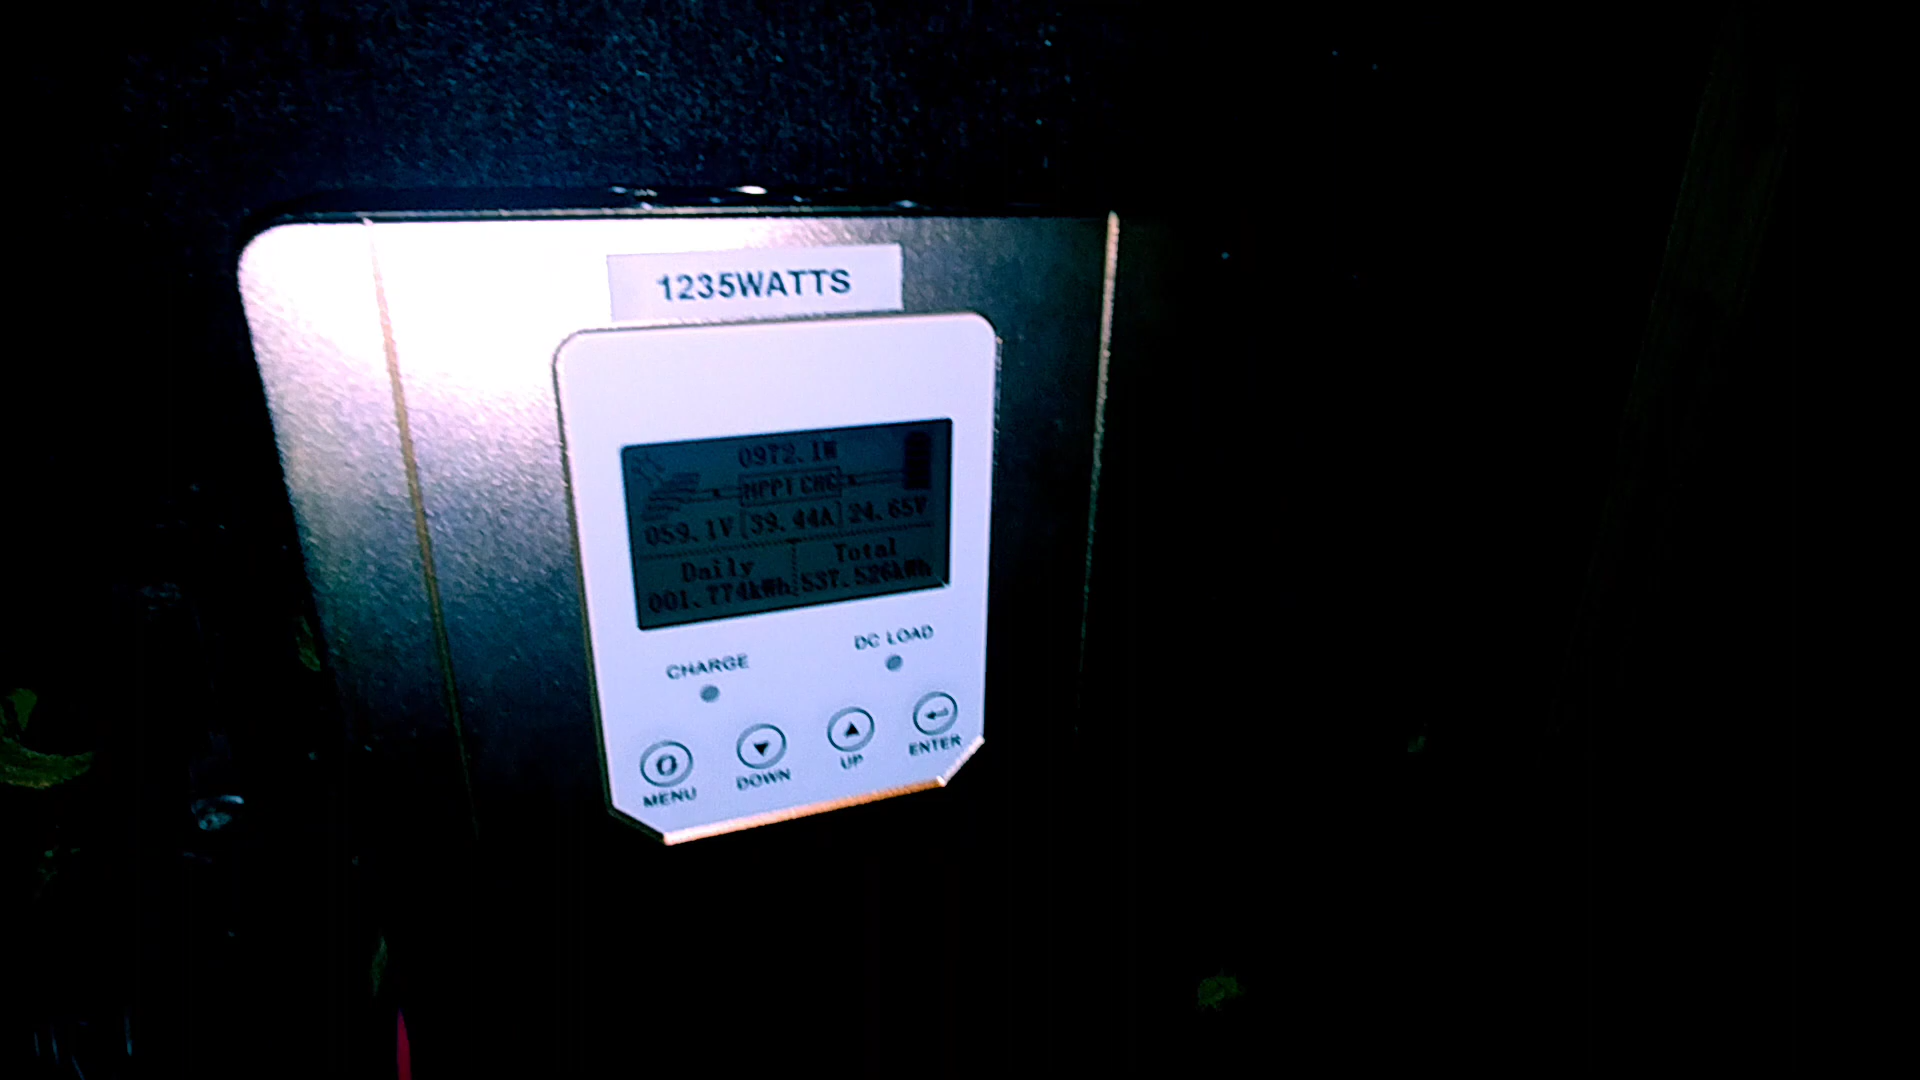 1235WATTS
0972.1W
MPPT CHG
059.1V 39.44A 24.65V
Daily Total
001.774kWh 537.526kWh
CHARGE DC LOAD
MENU DOWN UP ENTER